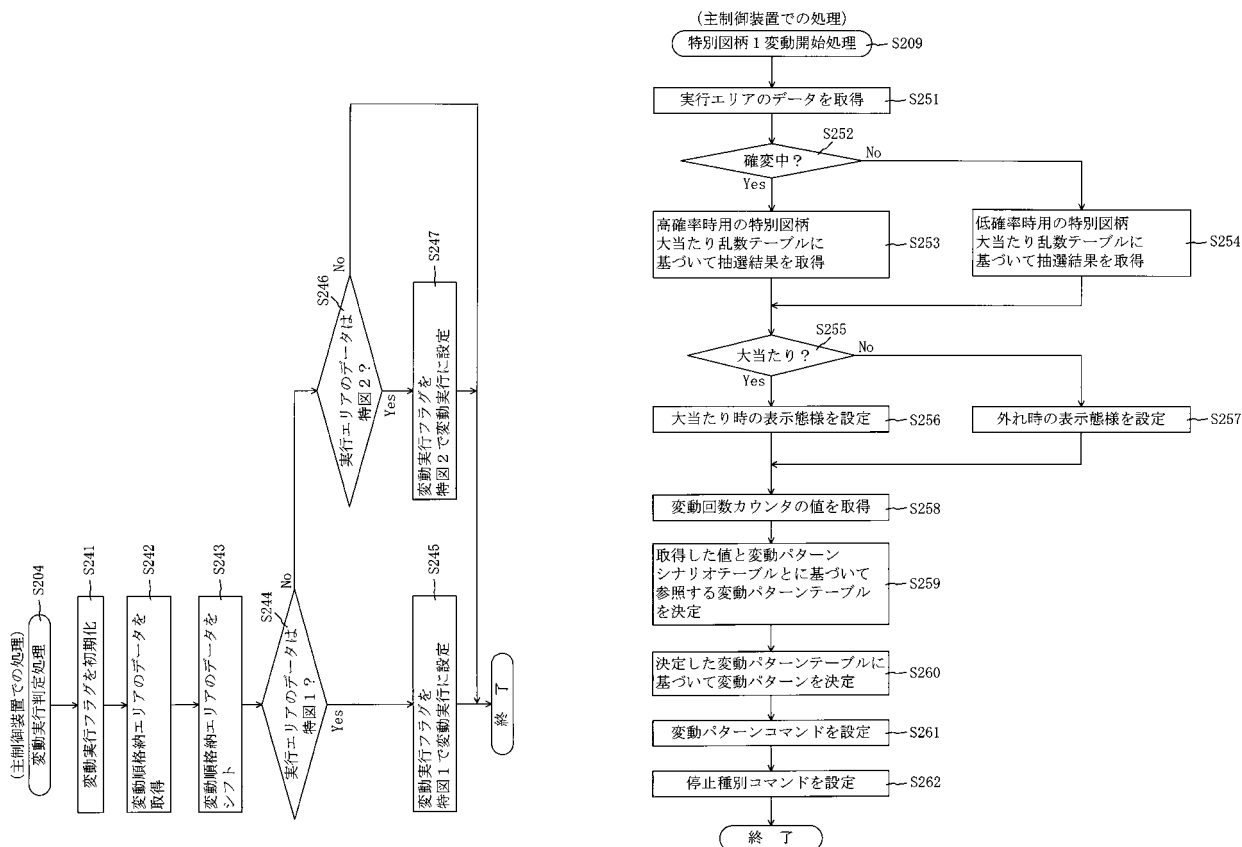 (主制御装置での処理)
変動実行判定処理
S204
変動実行フラグを初期化
S241
変動順格納エリアのデータを
取得
S242
変動順格納エリアのデータを
シフト
S243
実行エリアのデータは
特図1?
S244
No
Yes
変動実行フラグを
特図1で変動実行に設定
S245
実行エリアのデータは
特図2?
S246
No
Yes
変動実行フラグを
特図2で変動実行に設定
S247
終 了
(主制御装置での処理)
特別図柄1変動開始処理
S209
実行エリアのデータを取得
S251
確変中?
S252
No
Yes
高確率時用の特別図柄
大当たり乱数テーブルに
基づいて抽選結果を取得
S253
低確率時用の特別図柄
大当たり乱数テーブルに
基づいて抽選結果を取得
S254
大当たり?
S255
No
Yes
大当たり時の表示態様を設定
S256
外れ時の表示態様を設定
S257
変動回数カウンタの値を取得
S258
取得した値と変動パターン
シナリオテーブルとに基づいて
参照する変動パターンテーブル
を決定
S259
決定した変動パターンテーブルに
基づいて変動パターンを決定
S260
変動パターンコマンドを設定
S261
停止種別コマンドを設定
S262
終 了